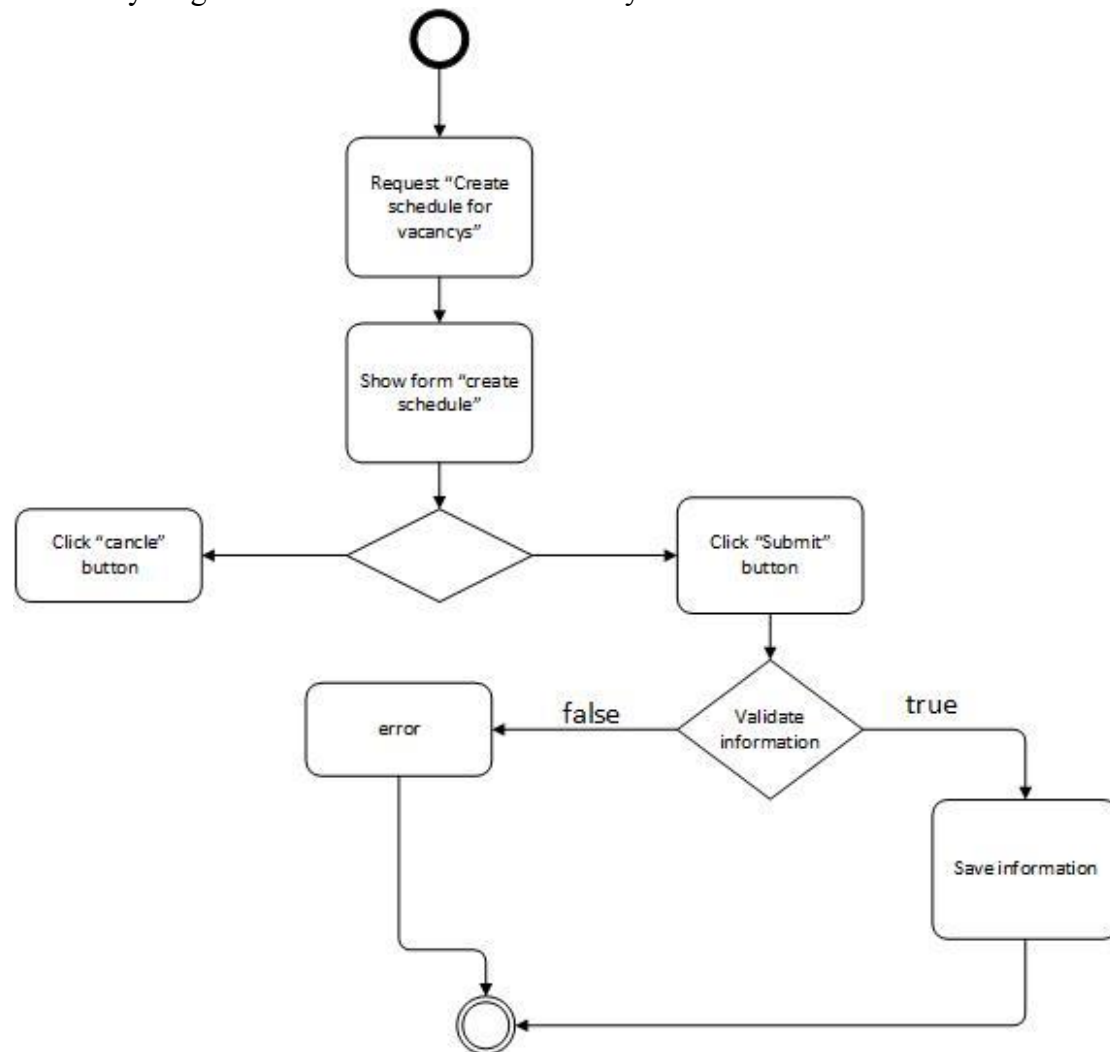 Request “Create
schedule for
vacancys”
Show form “create
schedule”
Click “cancle”
button
Click “Submit”
button
Validate
information
false
true
error
Save information